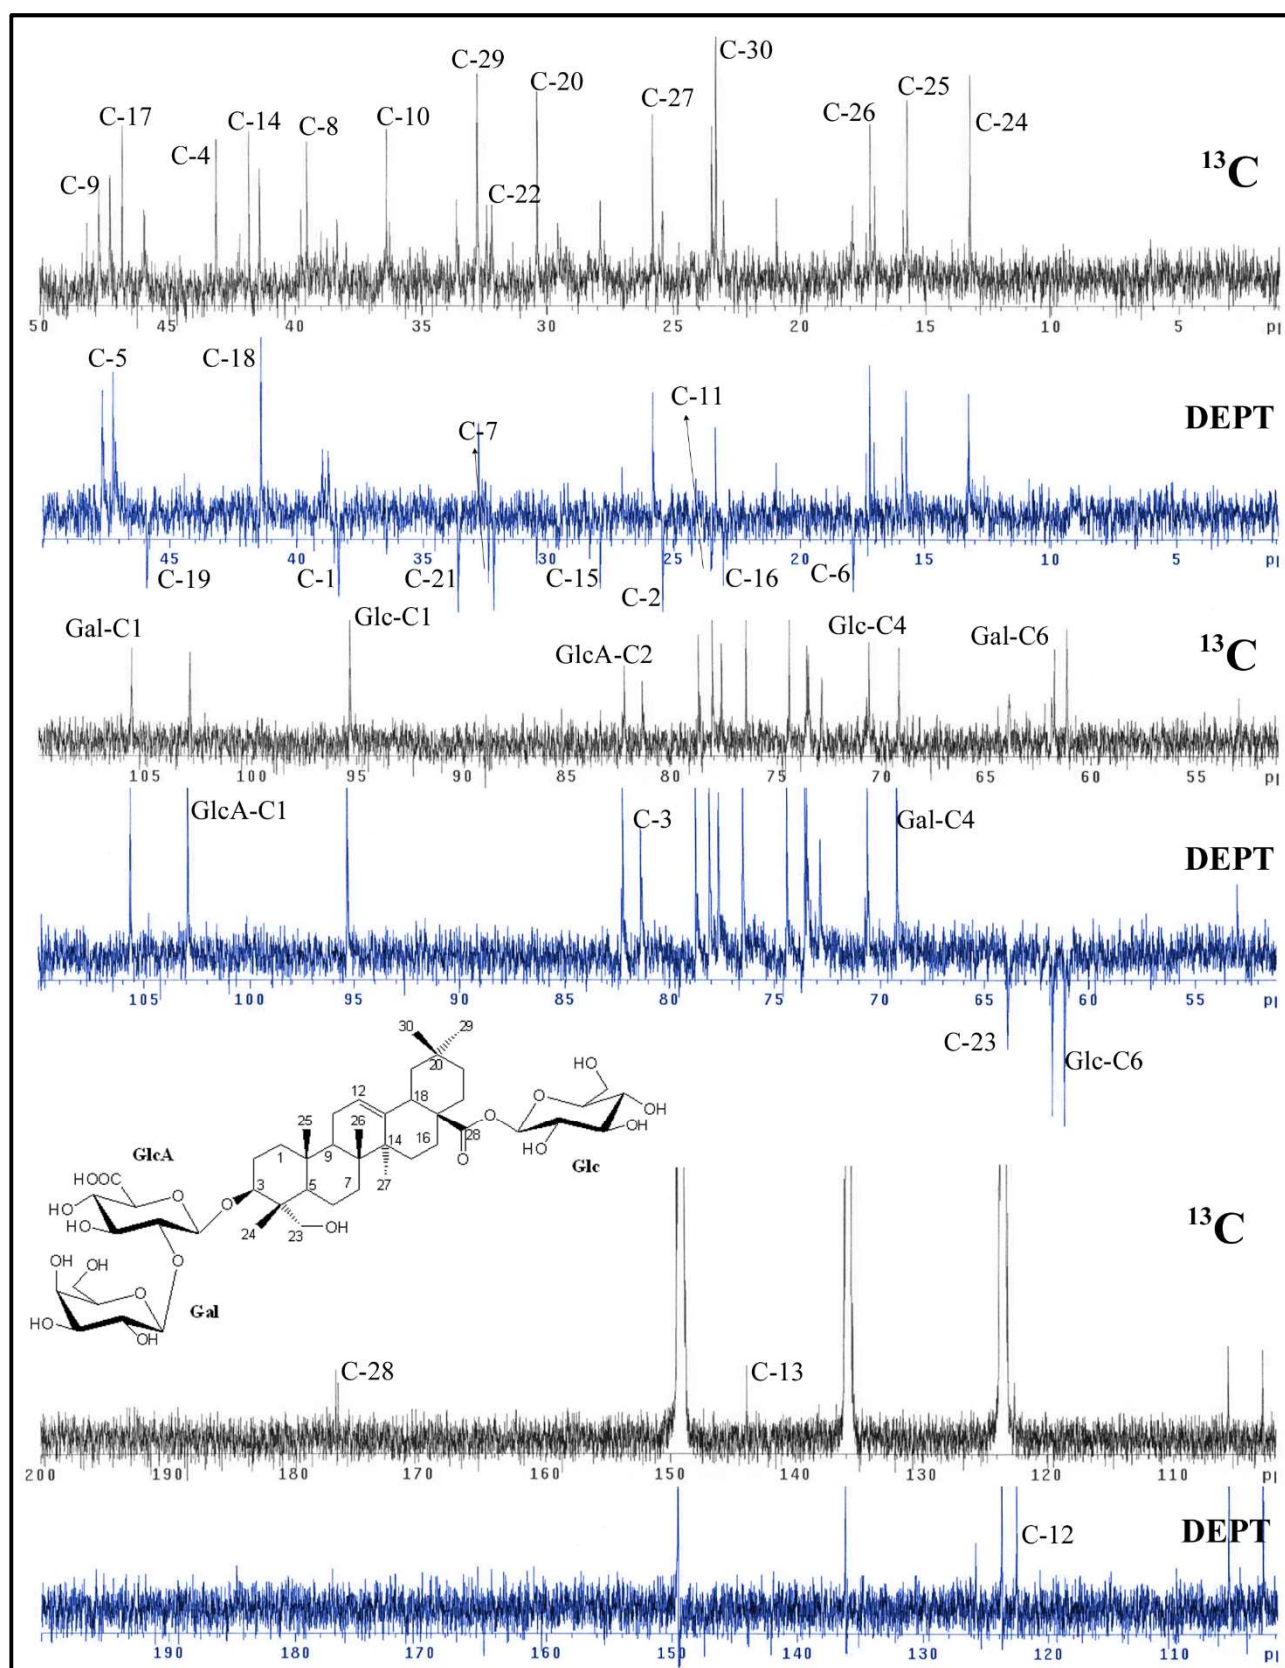 C-30
C-29
C-20
C-17
C-14
C-8
C-10
C-27
C-26
C-25
C-24
C-4
¹³C
C-9
C-22
50 45 40 35 30 25 20 15 10 5 p
C-5
C-18
C-11
DEPT
C-7
45 40 35 30 25 20 15 10 5 p
C-19 C-1 C-21 C-15 C-16 C-6
C-2
Gal-C1 Glc-C1 GlcA-C2 Glc-C4 Gal-C6
¹³C
105 100 95 90 85 80 75 70 65 60 55 p
GlcA-C1 C-3 Gal-C4
DEPT
105 100 95 90 85 80 75 70 65 60 55 p
C-23
Glc-C6
30 29
20
HO OH
12 18 O OH
25 26 16 O OH
28 HO
14 O Glc
GlcA 1 9
HOOC 7 27
HO O 3 5
HO O
24 23 OH
O
OH OH
O
Gal
HO OH
¹³C
C-28 C-13
200 190 180 170 160 150 140 130 120 110 p
C-12
DEPT
190 180 170 160 150 140 130 120 110 p